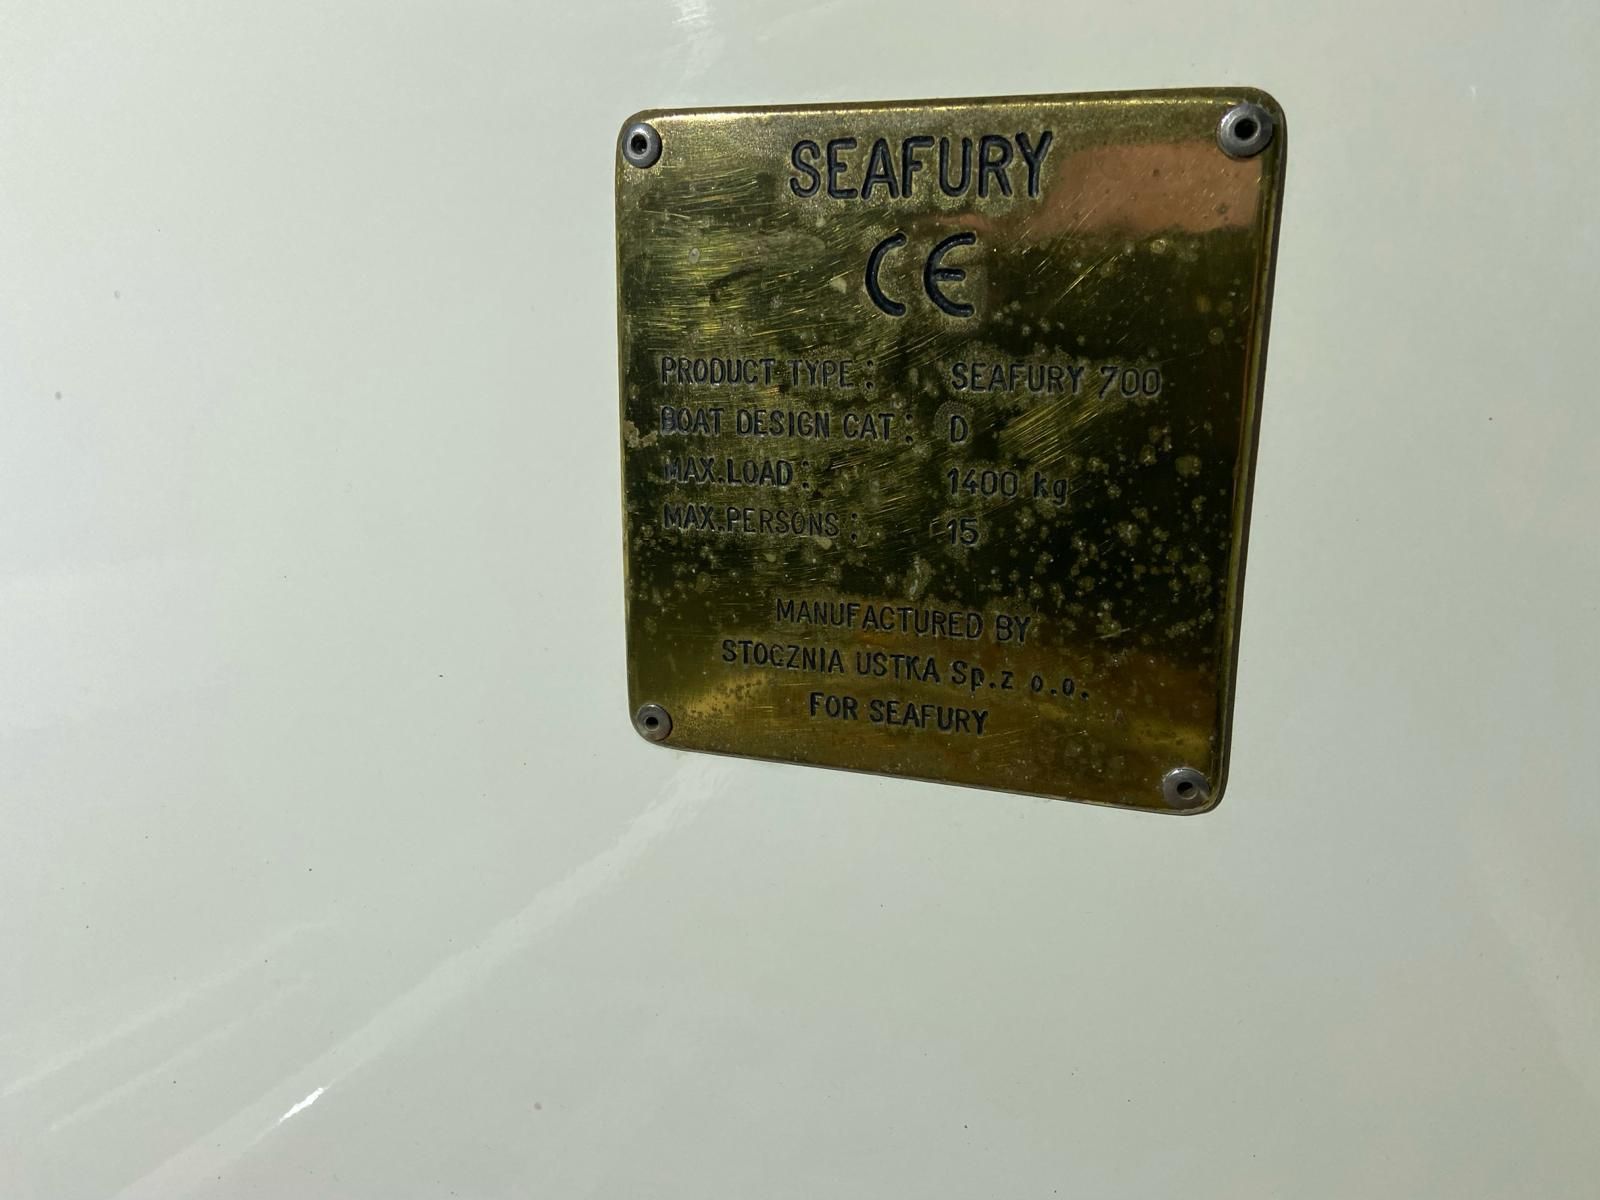 SEAFURY
CE
PRODUCT TYPE: SEAFURY 700
BOAT DESIGN CAT: D
MAX.LOAD: 1400 kg
MAX.PERSONS: 15
MANUFACTURED BY
STOCZNIA USTKA Sp.z o.o.
FOR SEAFURY